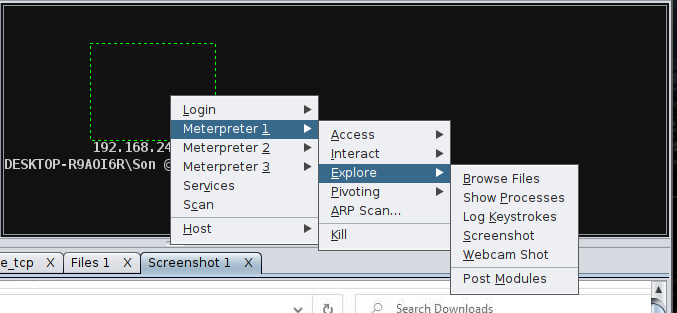 Login
Meterpreter 1
Meterpreter 2
Meterpreter 3
Services
Scan
Host
Access
Interact
Explore
Pivoting
ARP Scan...
Kill
Browse Files
Show Processes
Log Keystrokes
Screenshot
Webcam Shot
Post Modules
192.168.24
DESKTOP-R9AOI6R\Son @
e_tcp X
Files 1 X
Screenshot 1 X
Search Downloads